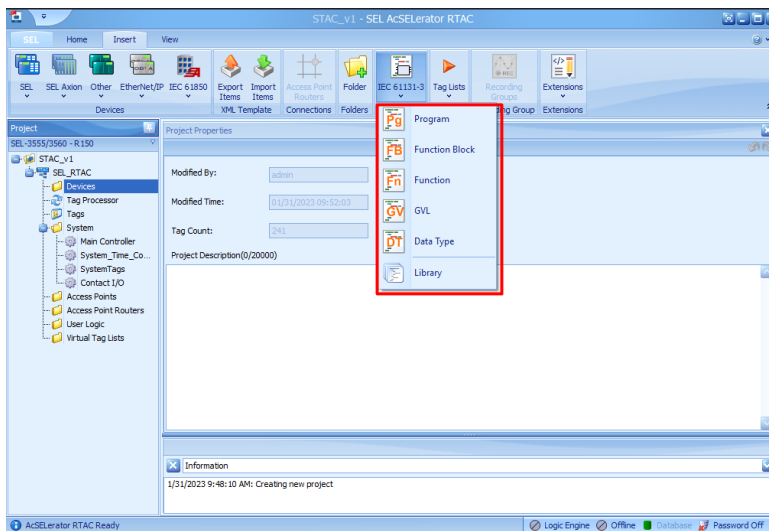 STAC_v1 - SEL AcSELerator RTAC
SEL Home Insert View
SEL SEL Axion Other EtherNet/IP IEC 61850 Export Items Import Items Access Point Routers Folder IEC 61131-3 Tag Lists Recording Groups Extensions
Devices XML Template Connections Folders ing Group Extensions
Project
SEL-3555/3560 - R150
STAC_v1
SEL_RTAC
Devices
Tag Processor
Tags
System
Main Controller
System_Time_Co...
SystemTags
Contact I/O
Access Points
Access Point Routers
User Logic
Virtual Tag Lists
Project Properties
Modified By: admin
Modified Time: 01/31/2023 09:52:03
Tag Count: 241
Project Description(0/20000)
Pg Program
FB Function Block
Fn Function
GV GVL
DT Data Type
Library
Information
1/31/2023 9:48:10 AM: Creating new project
AcSELerator RTAC Ready
Logic Engine Offline Database Password Off